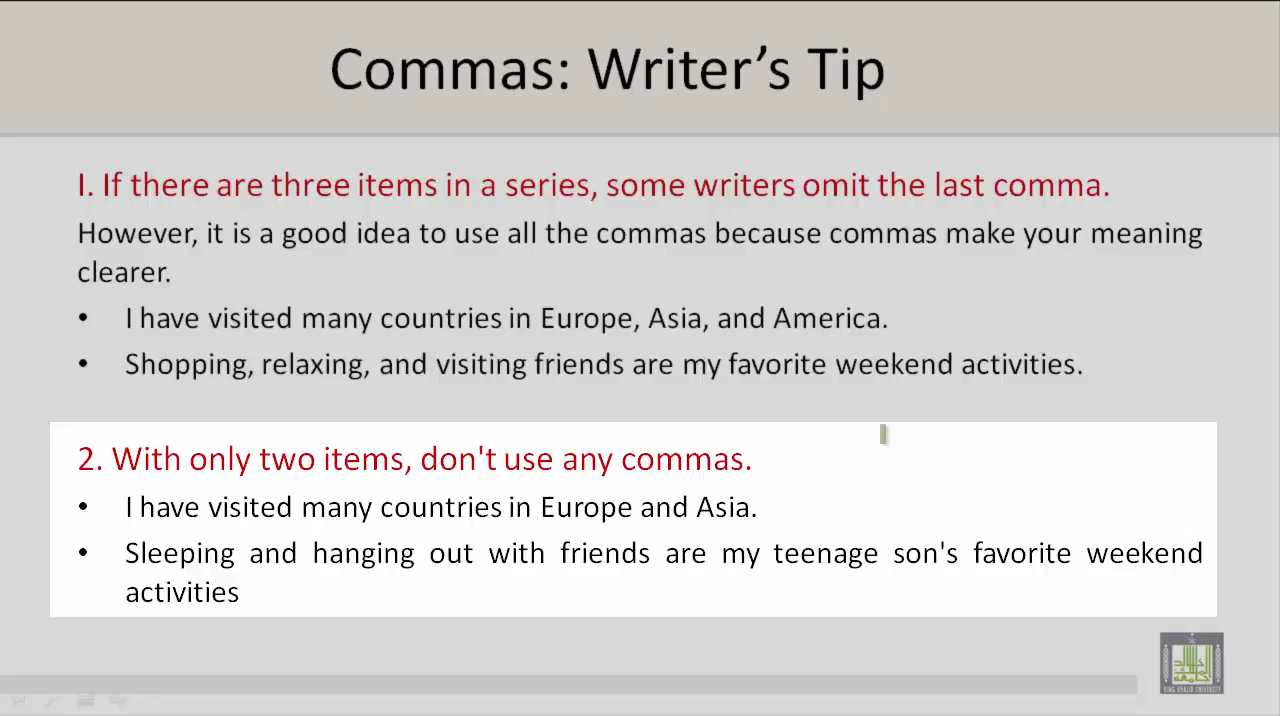 Commas: Writer's Tip
I. If there are three items in a series, some writers omit the last comma.
However, it is a good idea to use all the commas because commas make your meaning
clearer.
• I have visited many countries in Europe, Asia, and America.
• Shopping, relaxing, and visiting friends are my favorite weekend activities.
2. With only two items, don't use any commas.
• I have visited many countries in Europe and Asia.
• Sleeping and hanging out with friends are my teenage son's favorite weekend
activities
KING KHALID UNIVERSITY